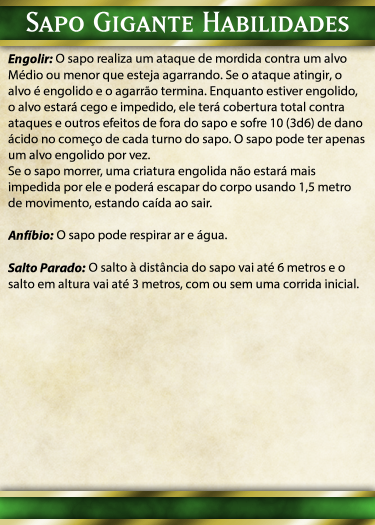 Sapo Gigante Habilidades
Engolir: O sapo realiza um ataque de mordida contra um alvo
Médio ou menor que esteja agarrando. Se o ataque atingir, o
alvo é engolido e o agarrão termina. Enquanto estiver engolido,
o alvo estará cego e impedido, ele terá cobertura total contra
ataques e outros efeitos de fora do sapo e sofre 10 (3d6) de dano
ácido no começo de cada turno do sapo. O sapo pode ter apenas
um alvo engolido por vez.
Se o sapo morrer, uma criatura engolida não estará mais
impedida por ele e poderá escapar do corpo usando 1,5 metro
de movimento, estando caída ao sair.
Anfíbio: O sapo pode respirar ar e água.
Salto Parado: O salto à distância do sapo vai até 6 metros e o
salto em altura vai até 3 metros, com ou sem uma corrida inicial.